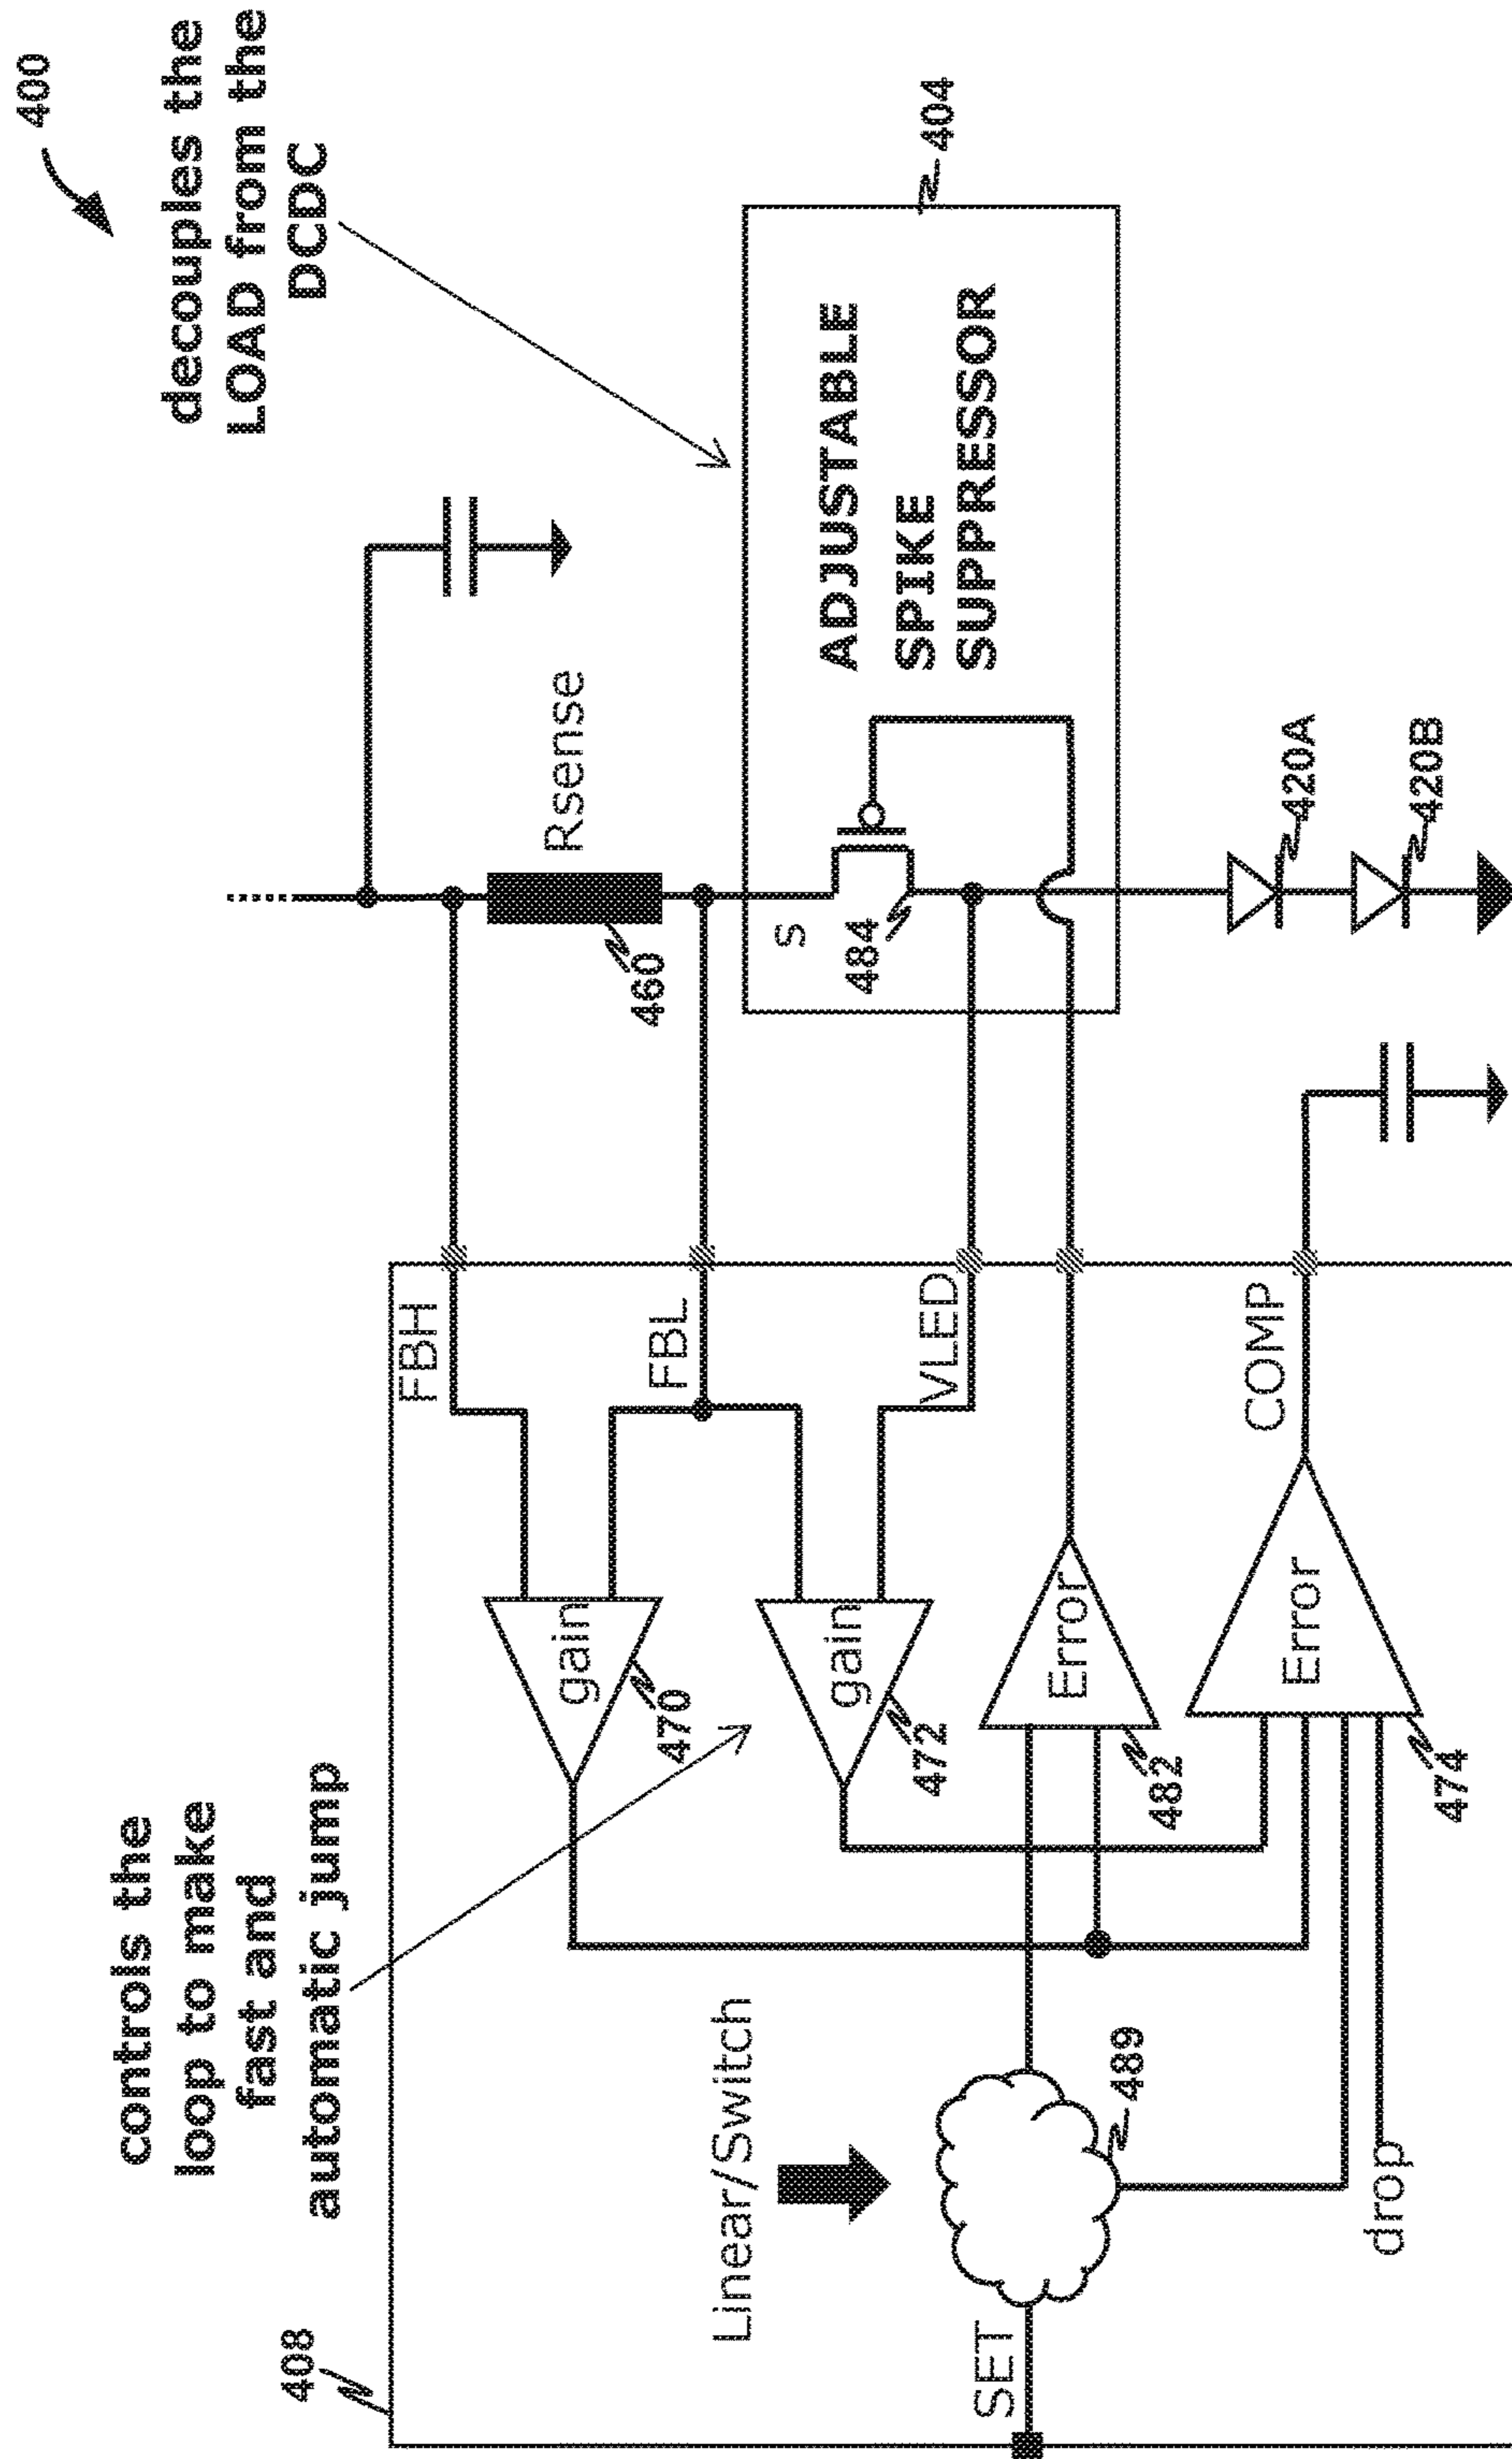 400
decouples the
LOAD from the
DCDC
controls the
loop to make
fast and
automatic jump
408
Linear/Switch
SET
489
drop
FBH
FBL
VLED
COMP
gain
470
gain
472
Error
482
Error
474
Rsense
460
S
484
ADJUSTABLE
SPIKE
SUPPRESSOR
404
420A
420B